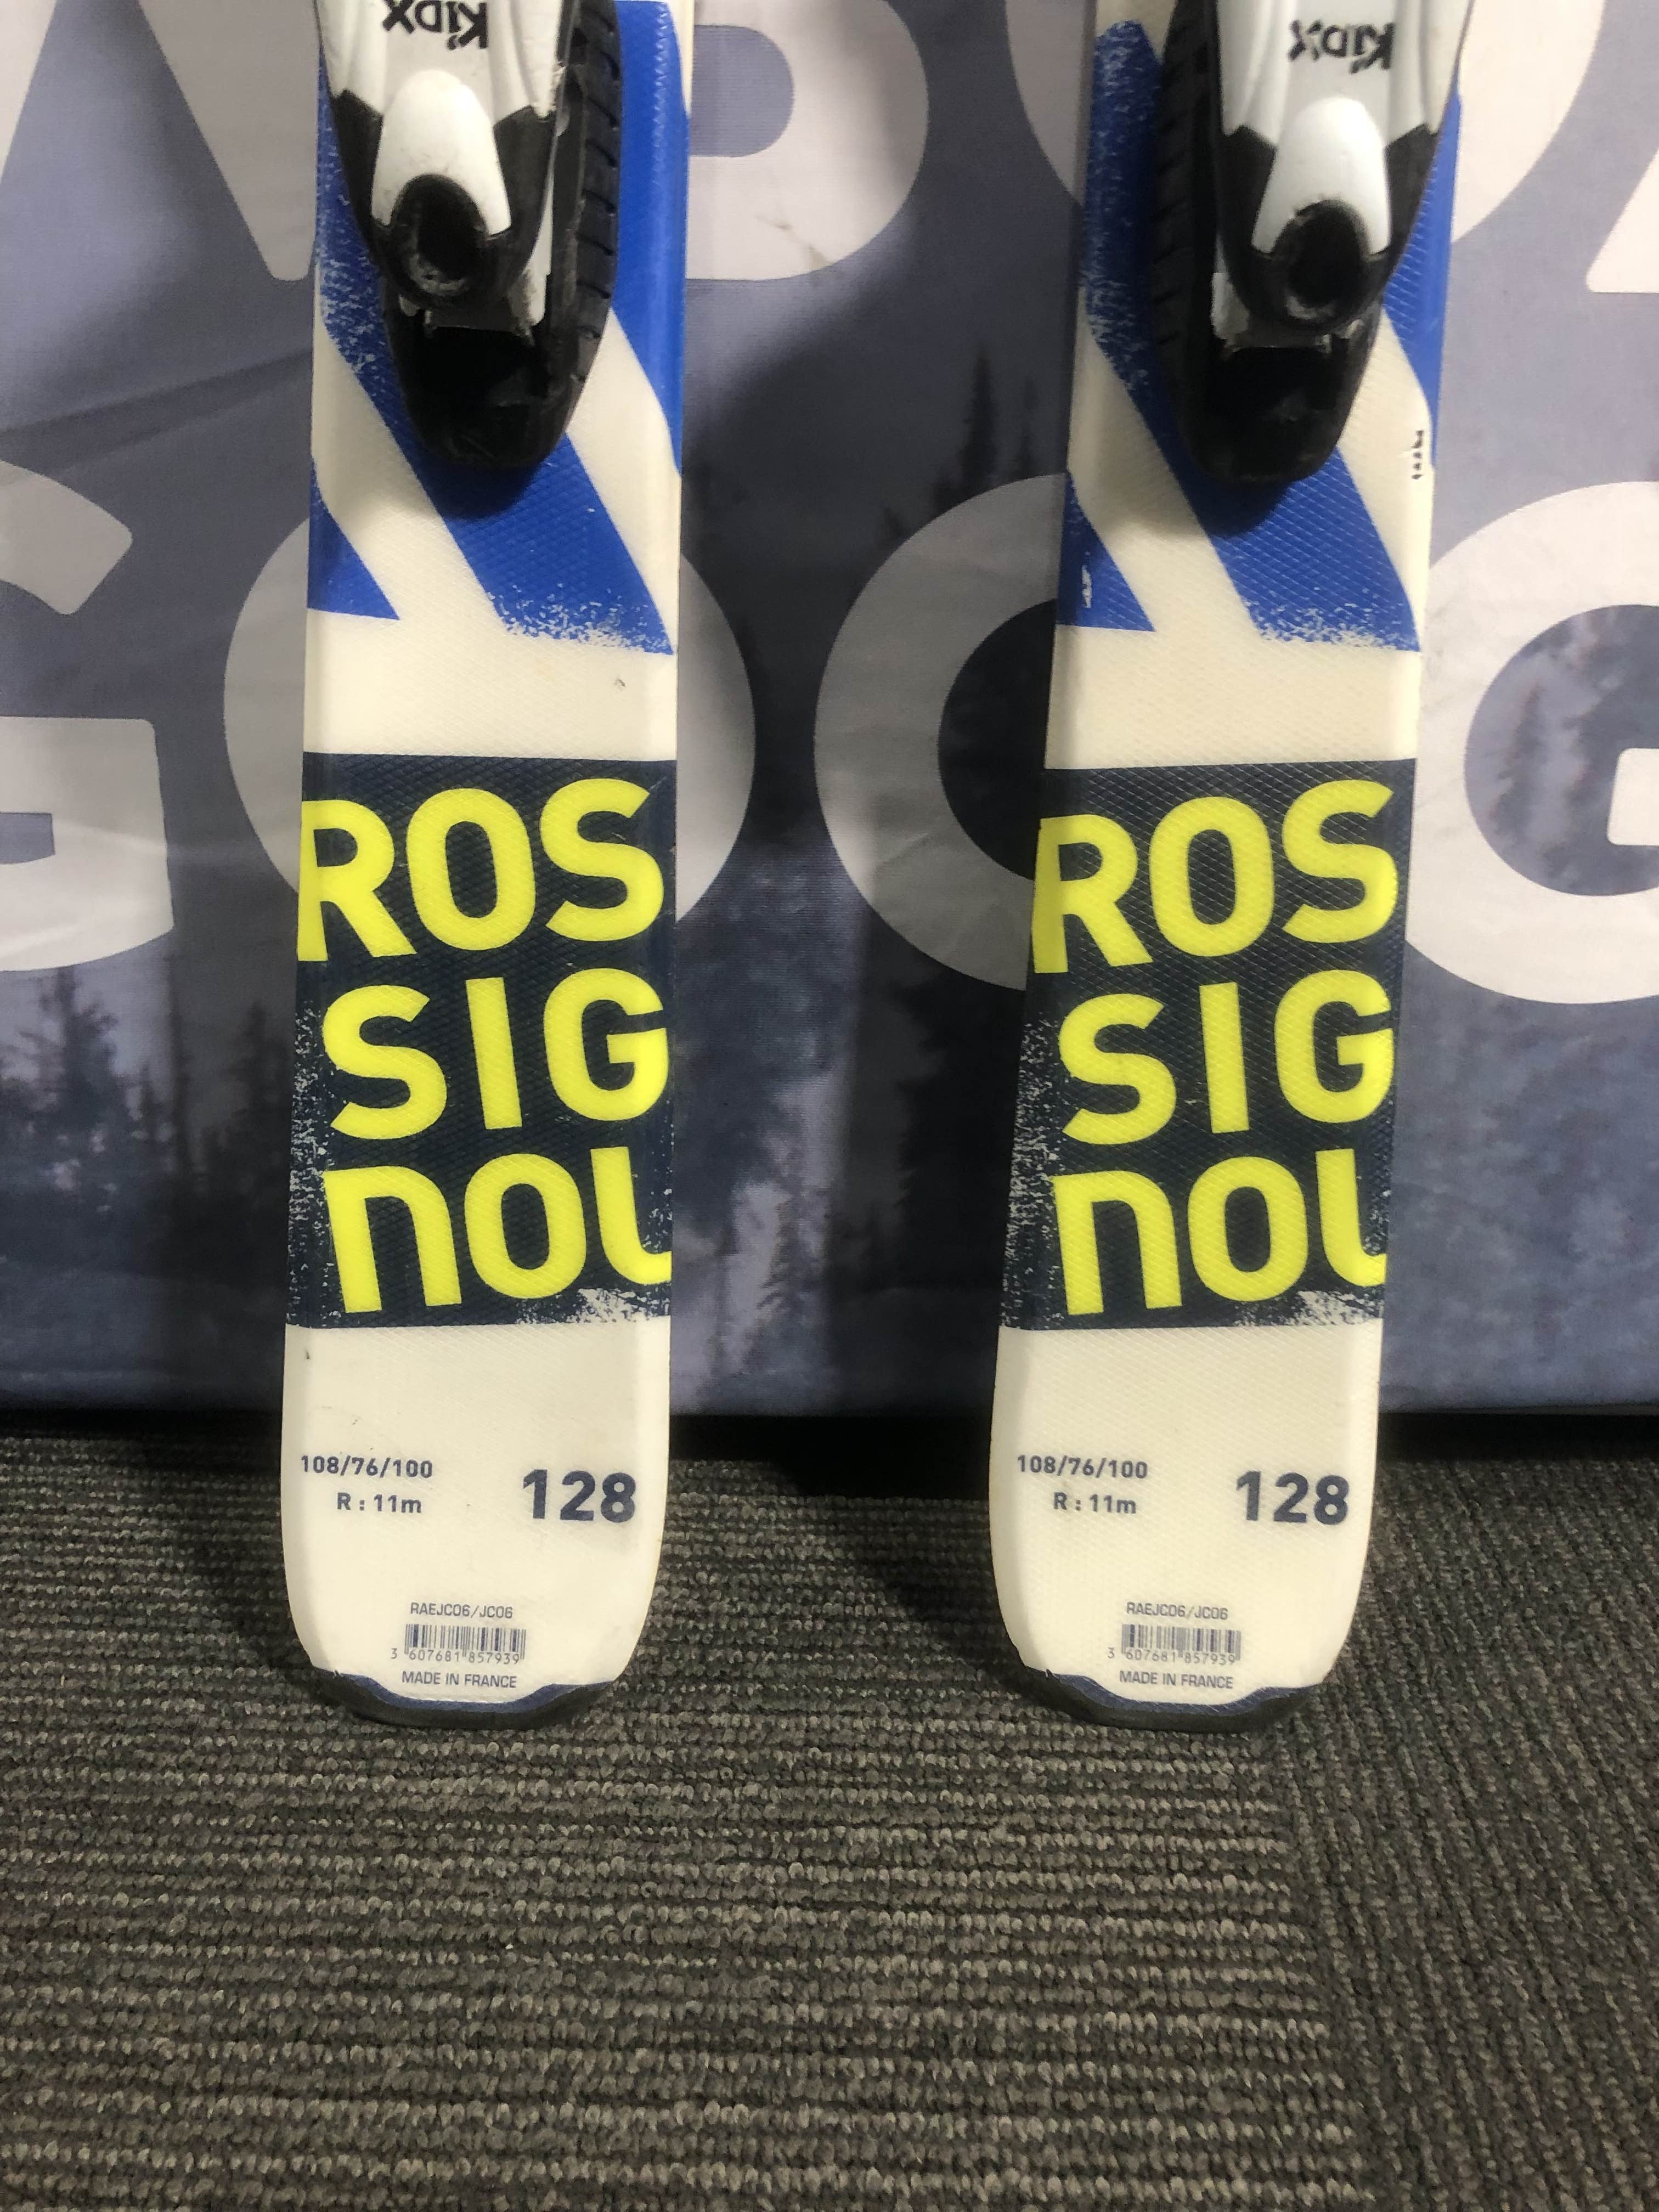 KidX
KidX
ROS
SIG
NOL
108/76/100
R : 11m
128
RAEJC06/JC06
3 607681 857939
MADE IN FRANCE
ROS
SIG
NOL
108/76/100
R : 11m
128
RAEJC06/JC06
3 607681 857939
MADE IN FRANCE